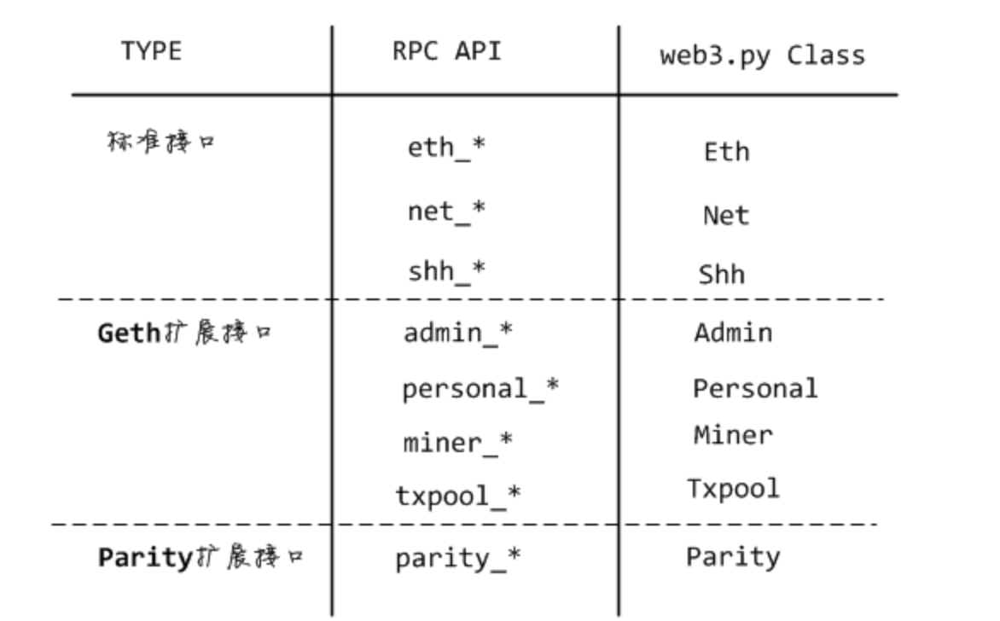 TYPE RPC API web3.py Class
标准接口 eth_* Eth
net_* Net
shh_* Shh
Geth扩展接口 admin_* Admin
personal_* Personal
miner_* Miner
txpool_* Txpool
Parity扩展接口 parity_* Parity